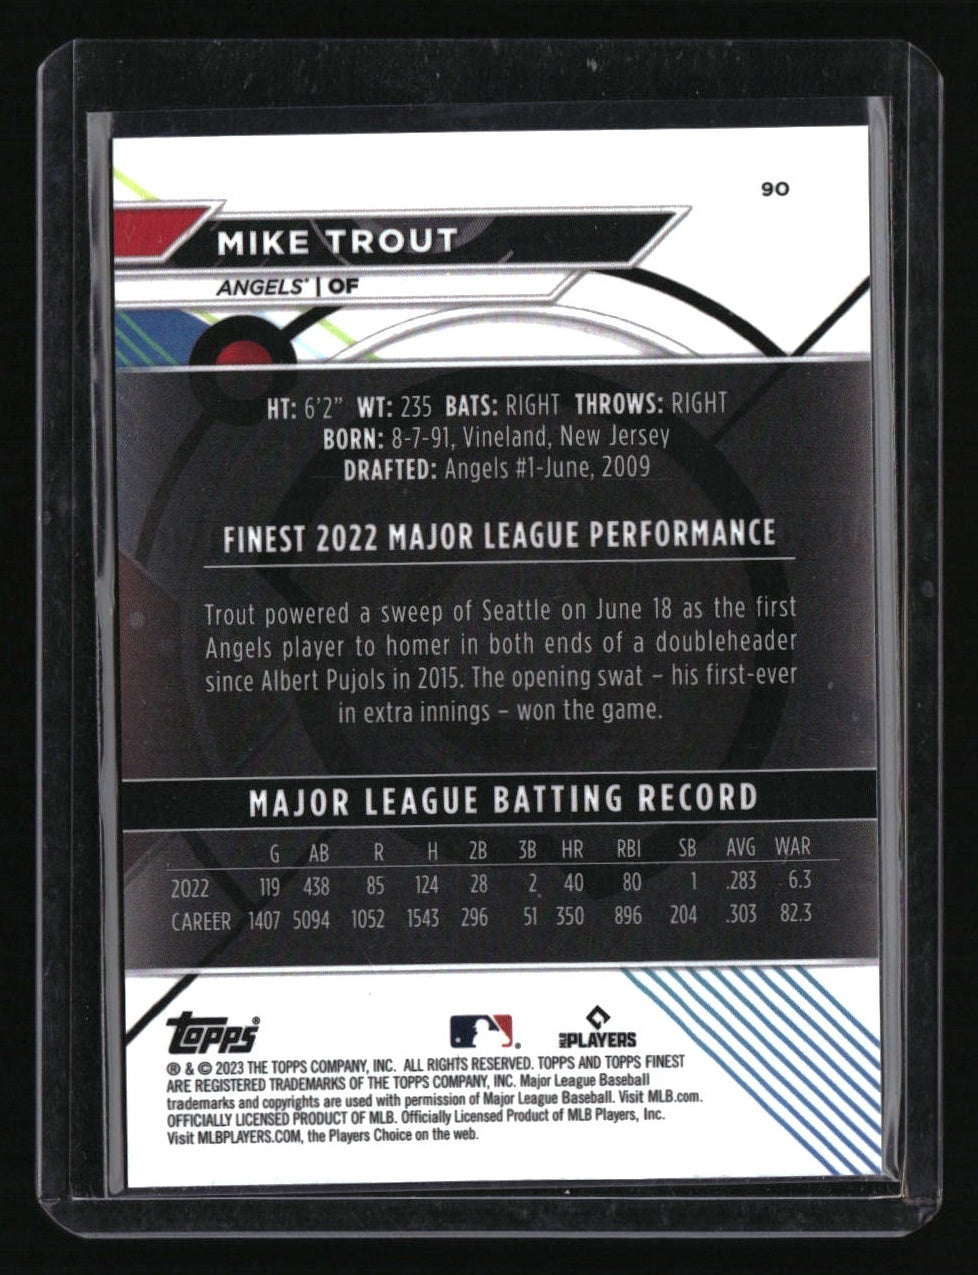 90
MIKE TROUT
ANGELS® | OF
HT: 6'2" WT: 235 BATS: RIGHT THROWS: RIGHT
BORN: 8-7-91, Vineland, New Jersey
DRAFTED: Angels #1-June, 2009
FINEST 2022 MAJOR LEAGUE PERFORMANCE
Trout powered a sweep of Seattle on June 18 as the first
Angels player to homer in both ends of a doubleheader
since Albert Pujols in 2015. The opening swat – his first-ever
in extra innings – won the game.
MAJOR LEAGUE BATTING RECORD
G AB R H 2B 3B HR RBI SB AVG WAR
2022 119 438 85 124 28 2 40 80 1 .283 6.3
CAREER 1407 5094 1052 1543 296 51 350 896 204 .303 82.3
topps® ® MLB PLAYERS
® & © 2023 THE TOPPS COMPANY, INC. ALL RIGHTS RESERVED. TOPPS AND TOPPS FINEST
ARE REGISTERED TRADEMARKS OF THE TOPPS COMPANY, INC. Major League Baseball
trademarks and copyrights are used with permission of Major League Baseball. Visit MLB.com.
OFFICIALLY LICENSED PRODUCT OF MLB. Officially Licensed Product of MLB Players, Inc.
Visit MLBPLAYERS.COM, the Players Choice on the web.